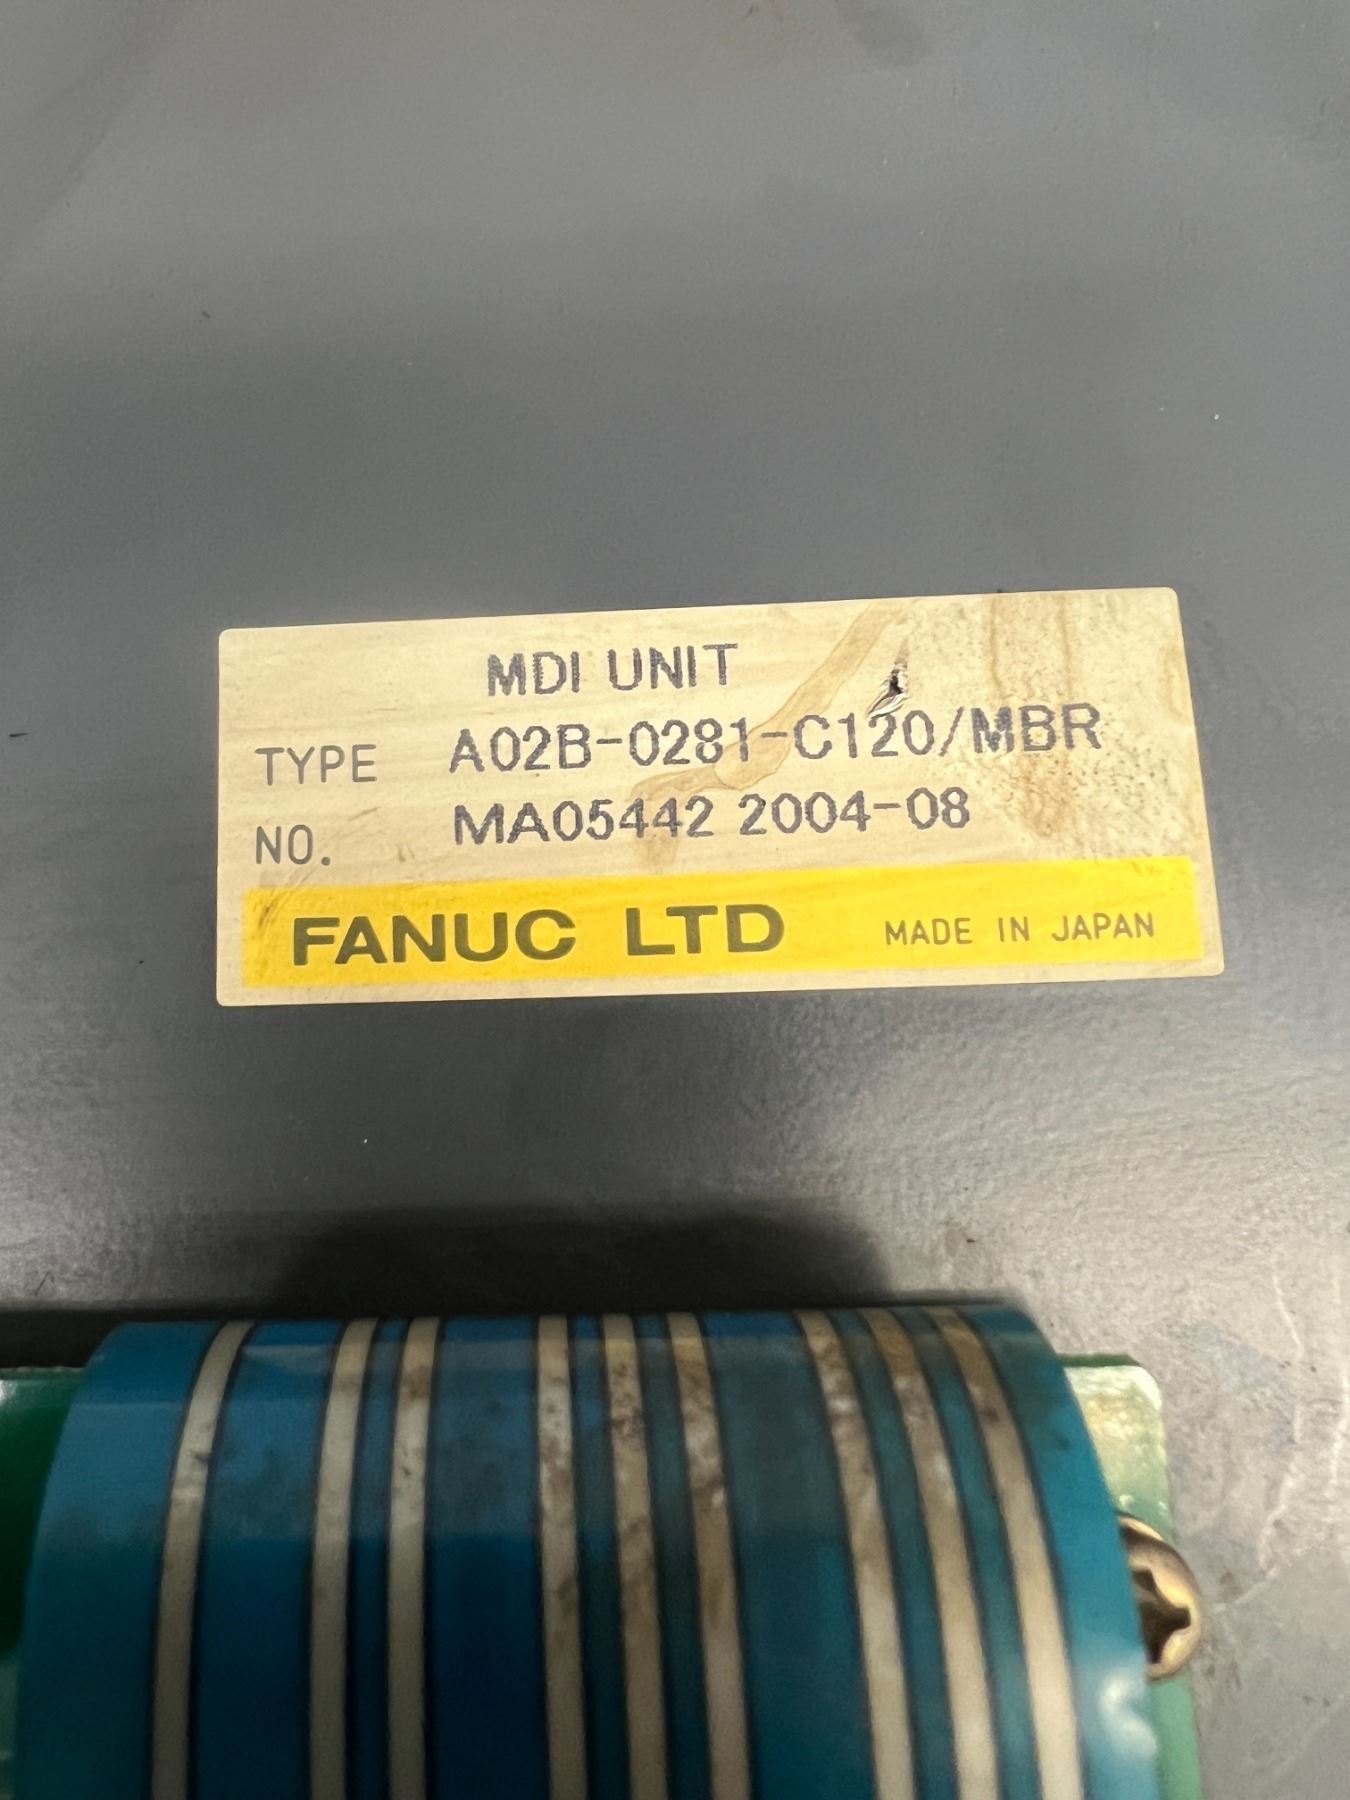 MDI UNIT
TYPE A02B-0281-C120/MBR
NO. MA05442 2004-08
FANUC LTD MADE IN JAPAN